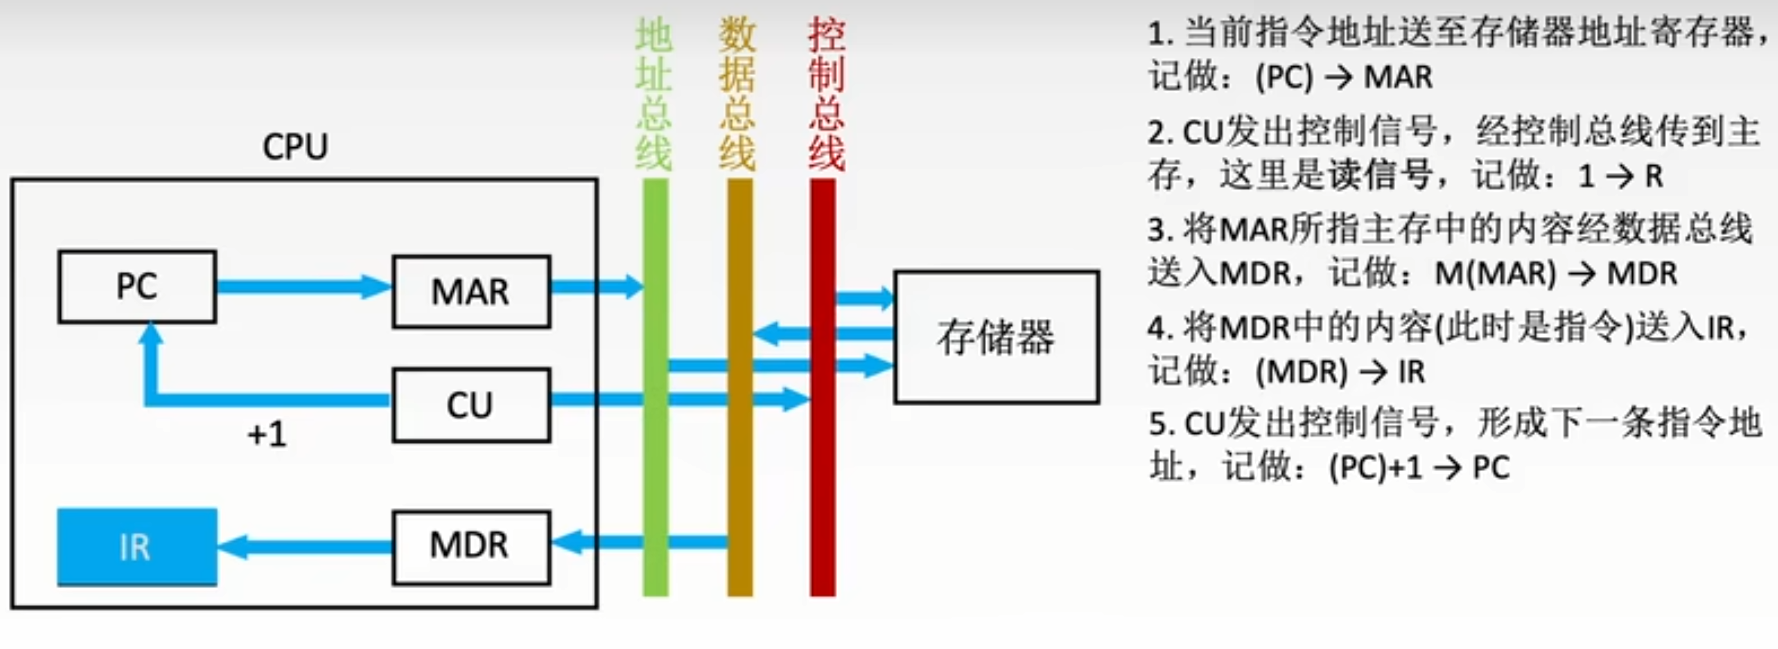 地址总线
数据总线
控制总线
CPU
PC
MAR
CU
+1
IR
MDR
存储器
1. 当前指令地址送至存储器地址寄存器，
记做：(PC) → MAR
2. CU发出控制信号，经控制总线传到主
存，这里是读信号，记做：1 → R
3. 将MAR所指主存中的内容经数据总线
送入MDR，记做：M(MAR) → MDR
4. 将MDR中的内容(此时是指令)送入IR，
记做：(MDR) → IR
5. CU发出控制信号，形成下一条指令地
址，记做：(PC)+1 → PC